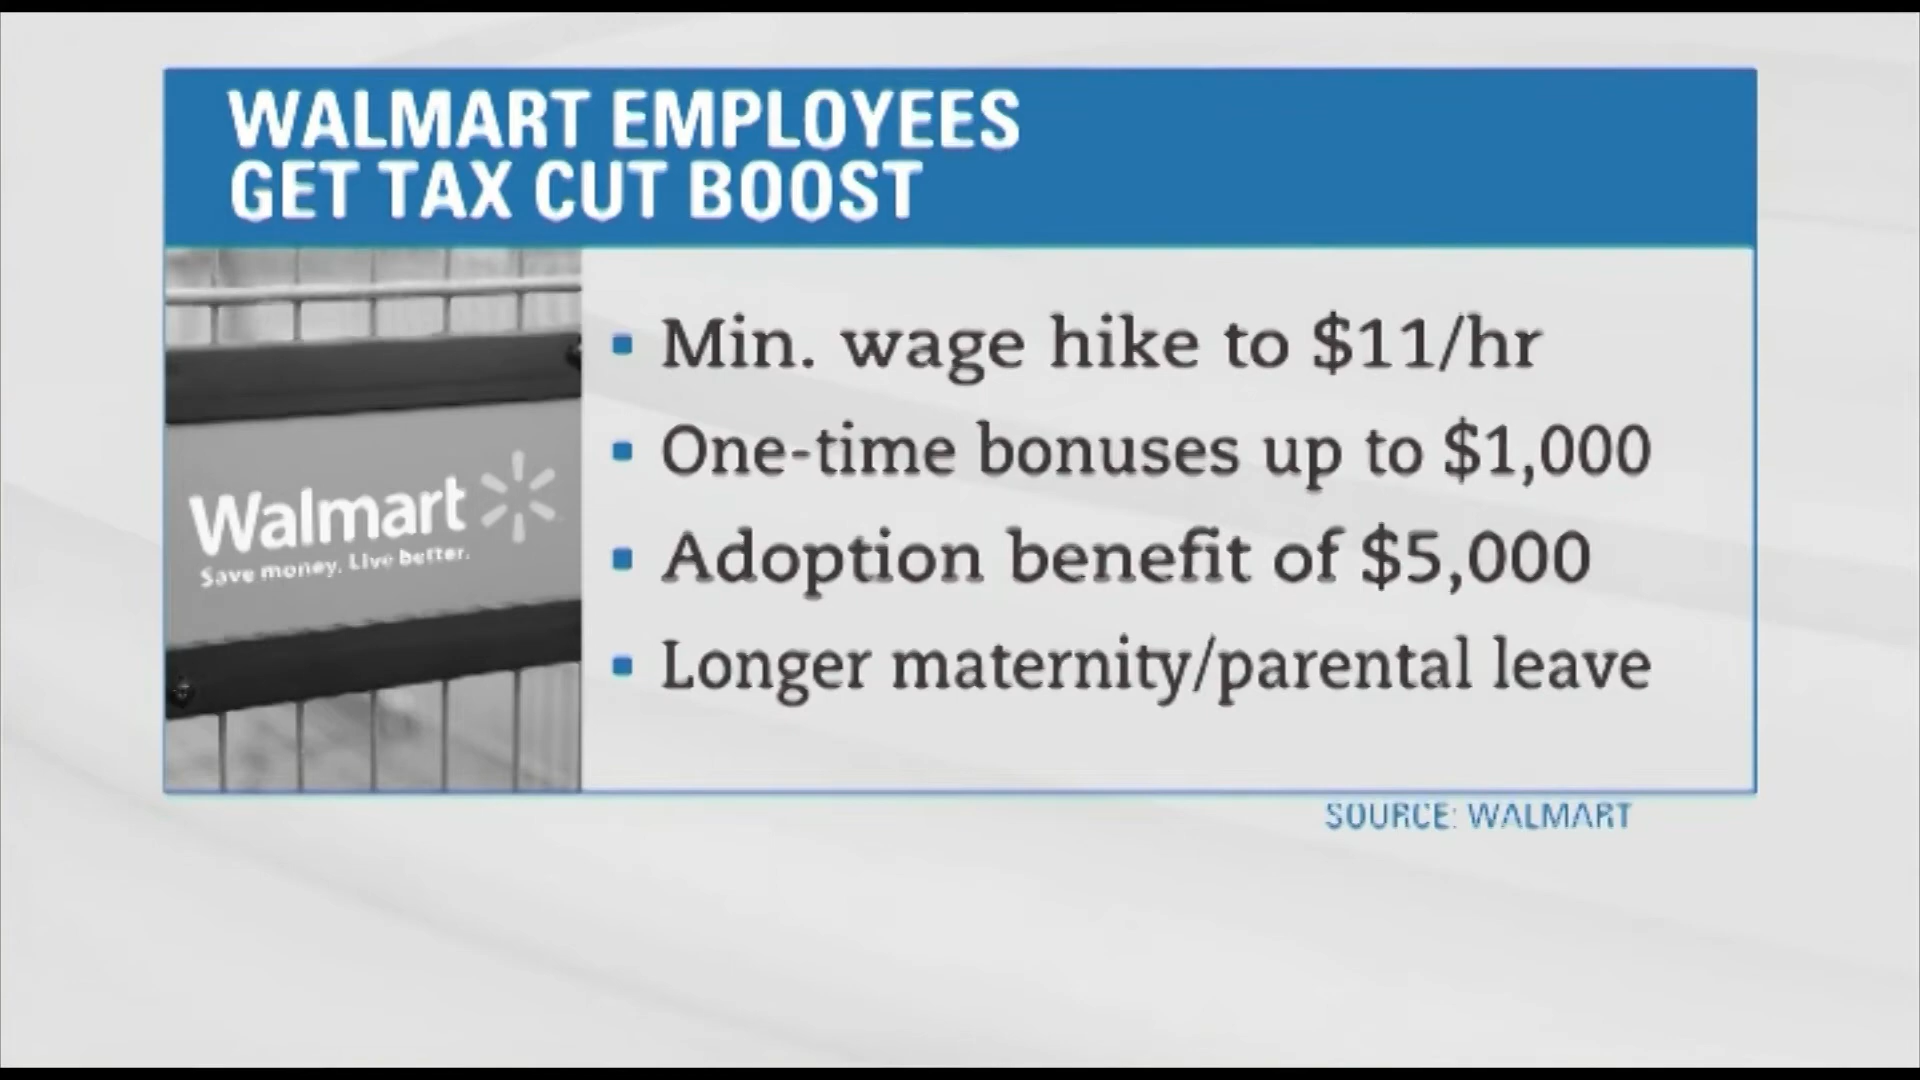 WALMART EMPLOYEES
GET TAX CUT BOOST
Walmart
Save money. Live better.
Min. wage hike to $11/hr
One-time bonuses up to $1,000
Adoption benefit of $5,000
Longer maternity/parental leave
SOURCE: WALMART